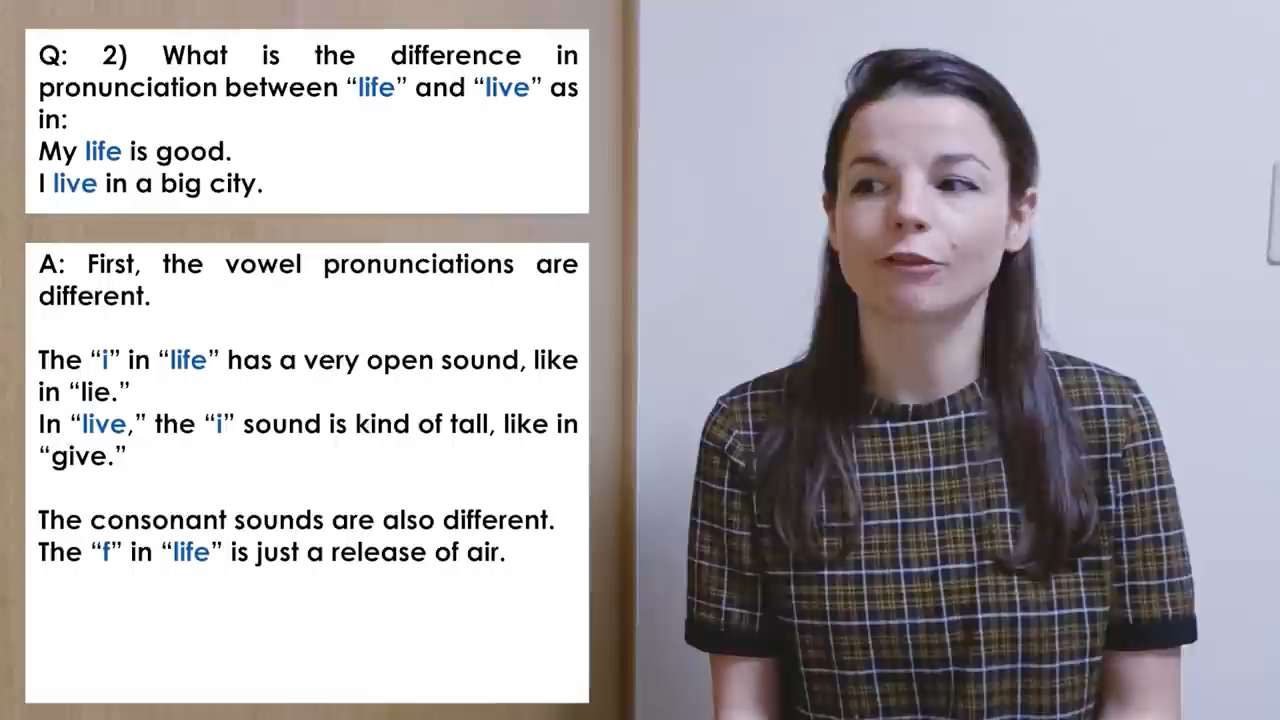 Q: 2) What is the difference in
pronunciation between “life” and “live” as
in:
My life is good.
I live in a big city.
A: First, the vowel pronunciations are
different.
The “i” in “life” has a very open sound, like
in “lie.”
In “live,” the “i” sound is kind of tall, like in
“give.”
The consonant sounds are also different.
The “f” in “life” is just a release of air.